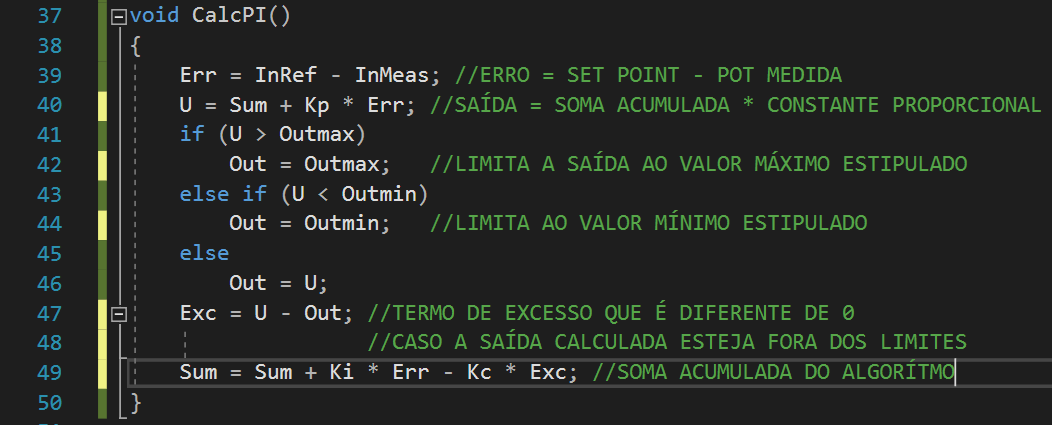 37 void CalcPI()
38 {
39 Err = InRef - InMeas; //ERRO = SET POINT - POT MEDIDA
40 U = Sum + Kp * Err; //SAÍDA = SOMA ACUMULADA * CONSTANTE PROPORCIONAL
41 if (U > Outmax)
42 Out = Outmax; //LIMITA A SAÍDA AO VALOR MÁXIMO ESTIPULADO
43 else if (U < Outmin)
44 Out = Outmin; //LIMITA AO VALOR MÍNIMO ESTIPULADO
45 else
46 Out = U;
47 Exc = U - Out; //TERMO DE EXCESSO QUE É DIFERENTE DE 0
48 //CASO A SAÍDA CALCULADA ESTEJA FORA DOS LIMITES
49 Sum = Sum + Ki * Err - Kc * Exc; //SOMA ACUMULADA DO ALGORÍTMO
50 }